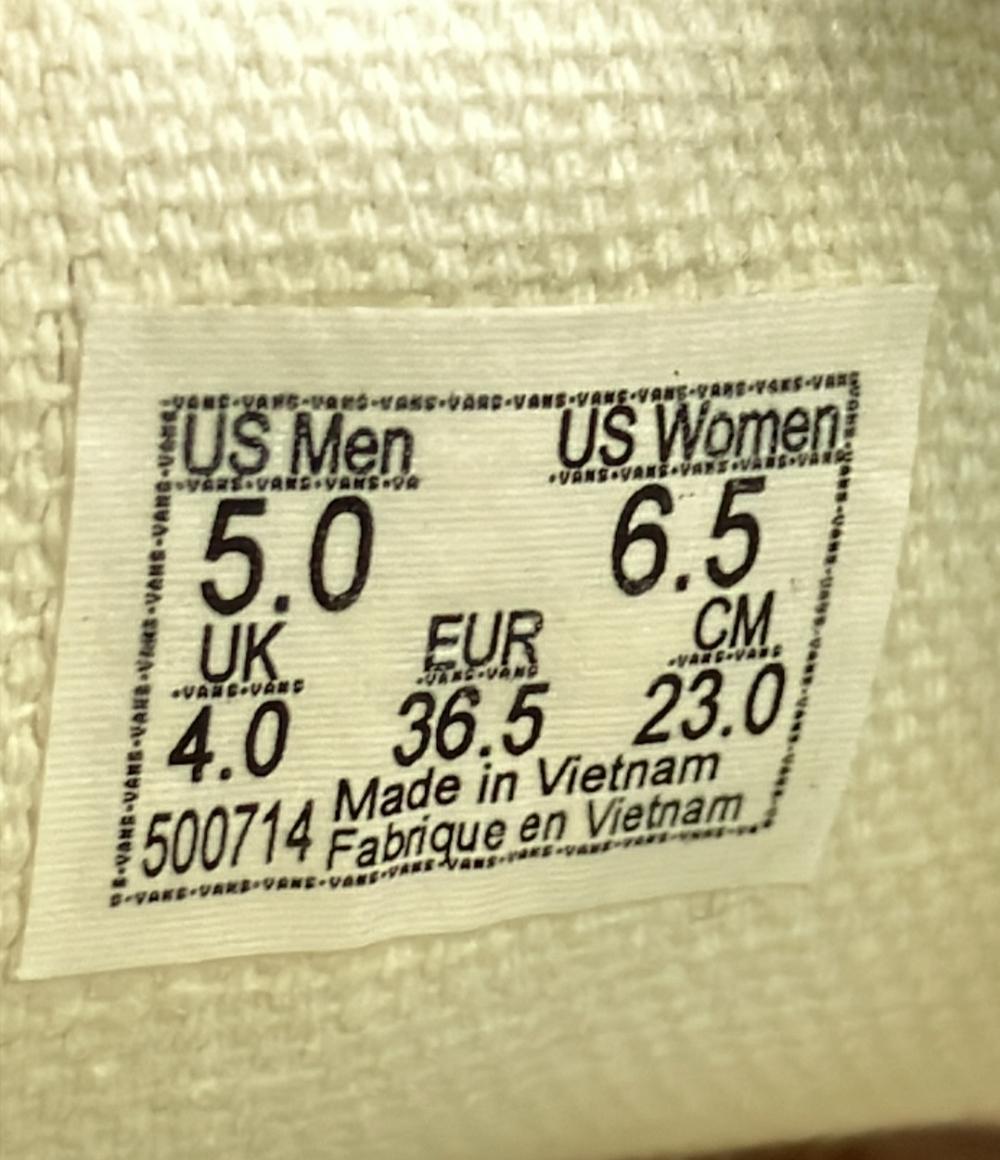 US Men US Women
5.0 6.5
UK EUR CM
4.0 36.5 23.0
500714 Made in Vietnam
Fabrique en Vietnam